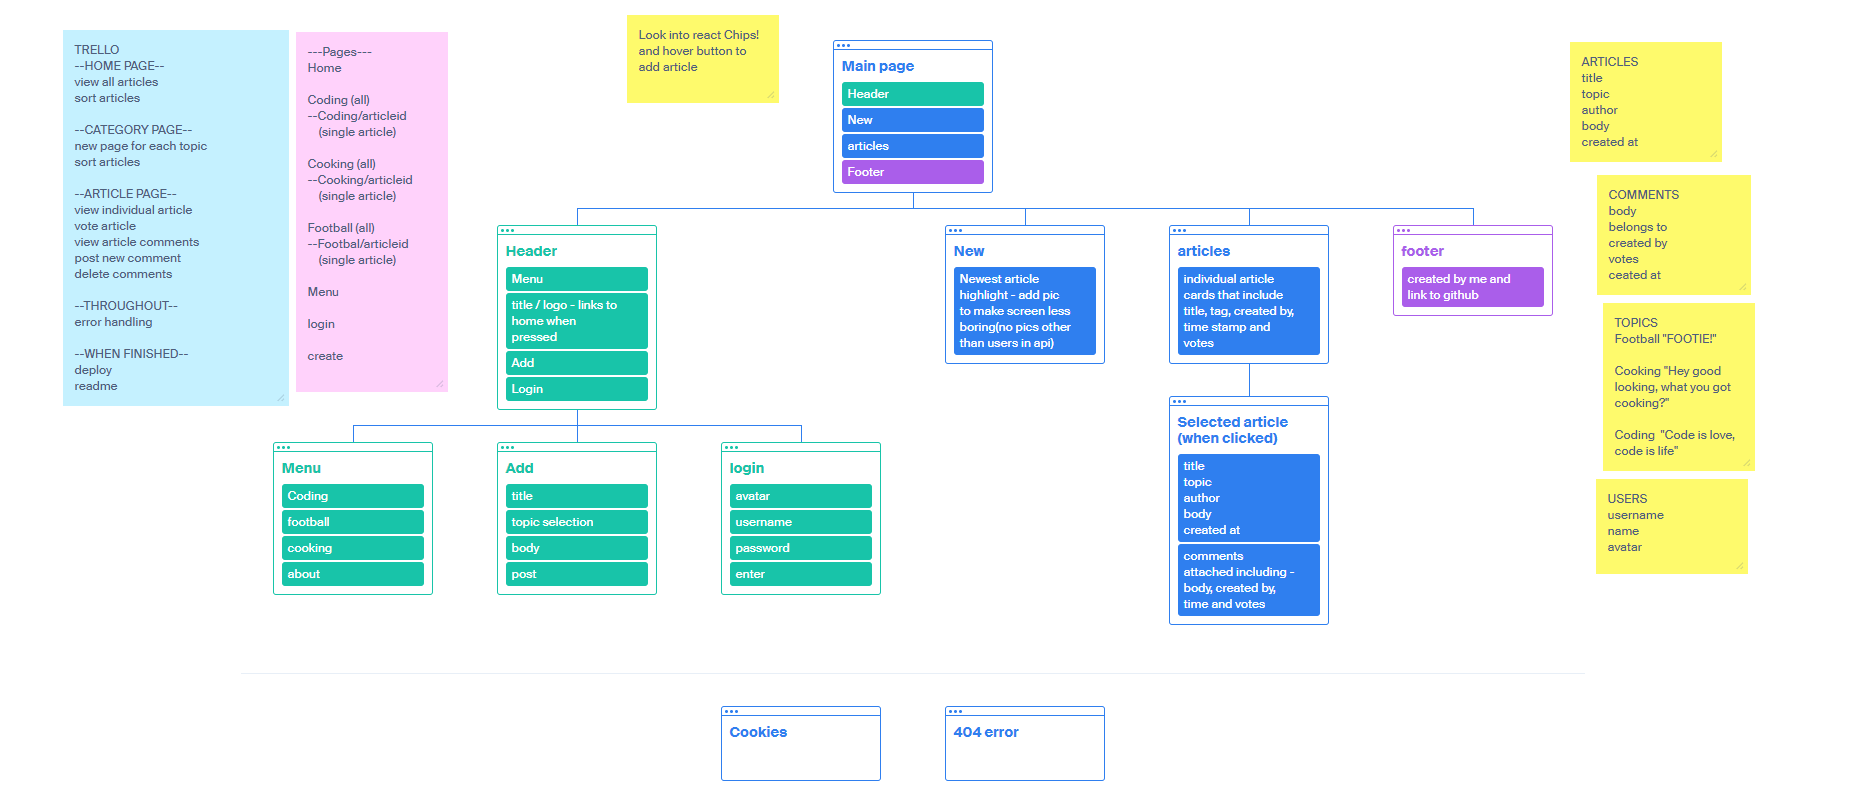 TRELLO
--HOME PAGE--
view all articles
sort articles
--CATEGORY PAGE--
new page for each topic
sort articles
--ARTICLE PAGE--
view individual article
vote article
view article comments
post new comment
delete comments
--THROUGHOUT--
error handling
--WHEN FINISHED--
deploy
readme
---Pages---
Home
Coding (all)
--Coding/articleid
(single article)
Cooking (all)
--Cooking/articleid
(single article)
Football (all)
--Footbal/articleid
(single article)
Menu
login
create
Look into react Chips!
and hover button to
add article
Main page
Header
New
articles
Footer
Header
Menu
title / logo - links to
home when
pressed
Add
Login
New
Newest article
highlight - add pic
to make screen less
boring(no pics other
than users in api)
articles
individual article
cards that include
title, tag, created by,
time stamp and
votes
footer
created by me and
link to github
Menu
Coding
football
cooking
about
Add
title
topic selection
body
post
login
avatar
username
password
enter
Selected article
(when clicked)
title
topic
author
body
created at
comments
attached including -
body, created by,
time and votes
ARTICLES
title
topic
author
body
created at
COMMENTS
body
belongs to
created by
votes
ceated at
TOPICS
Football "FOOTIE!"
Cooking "Hey good
looking, what you got
cooking?"
Coding "Code is love,
code is life"
USERS
username
name
avatar
Cookies
404 error